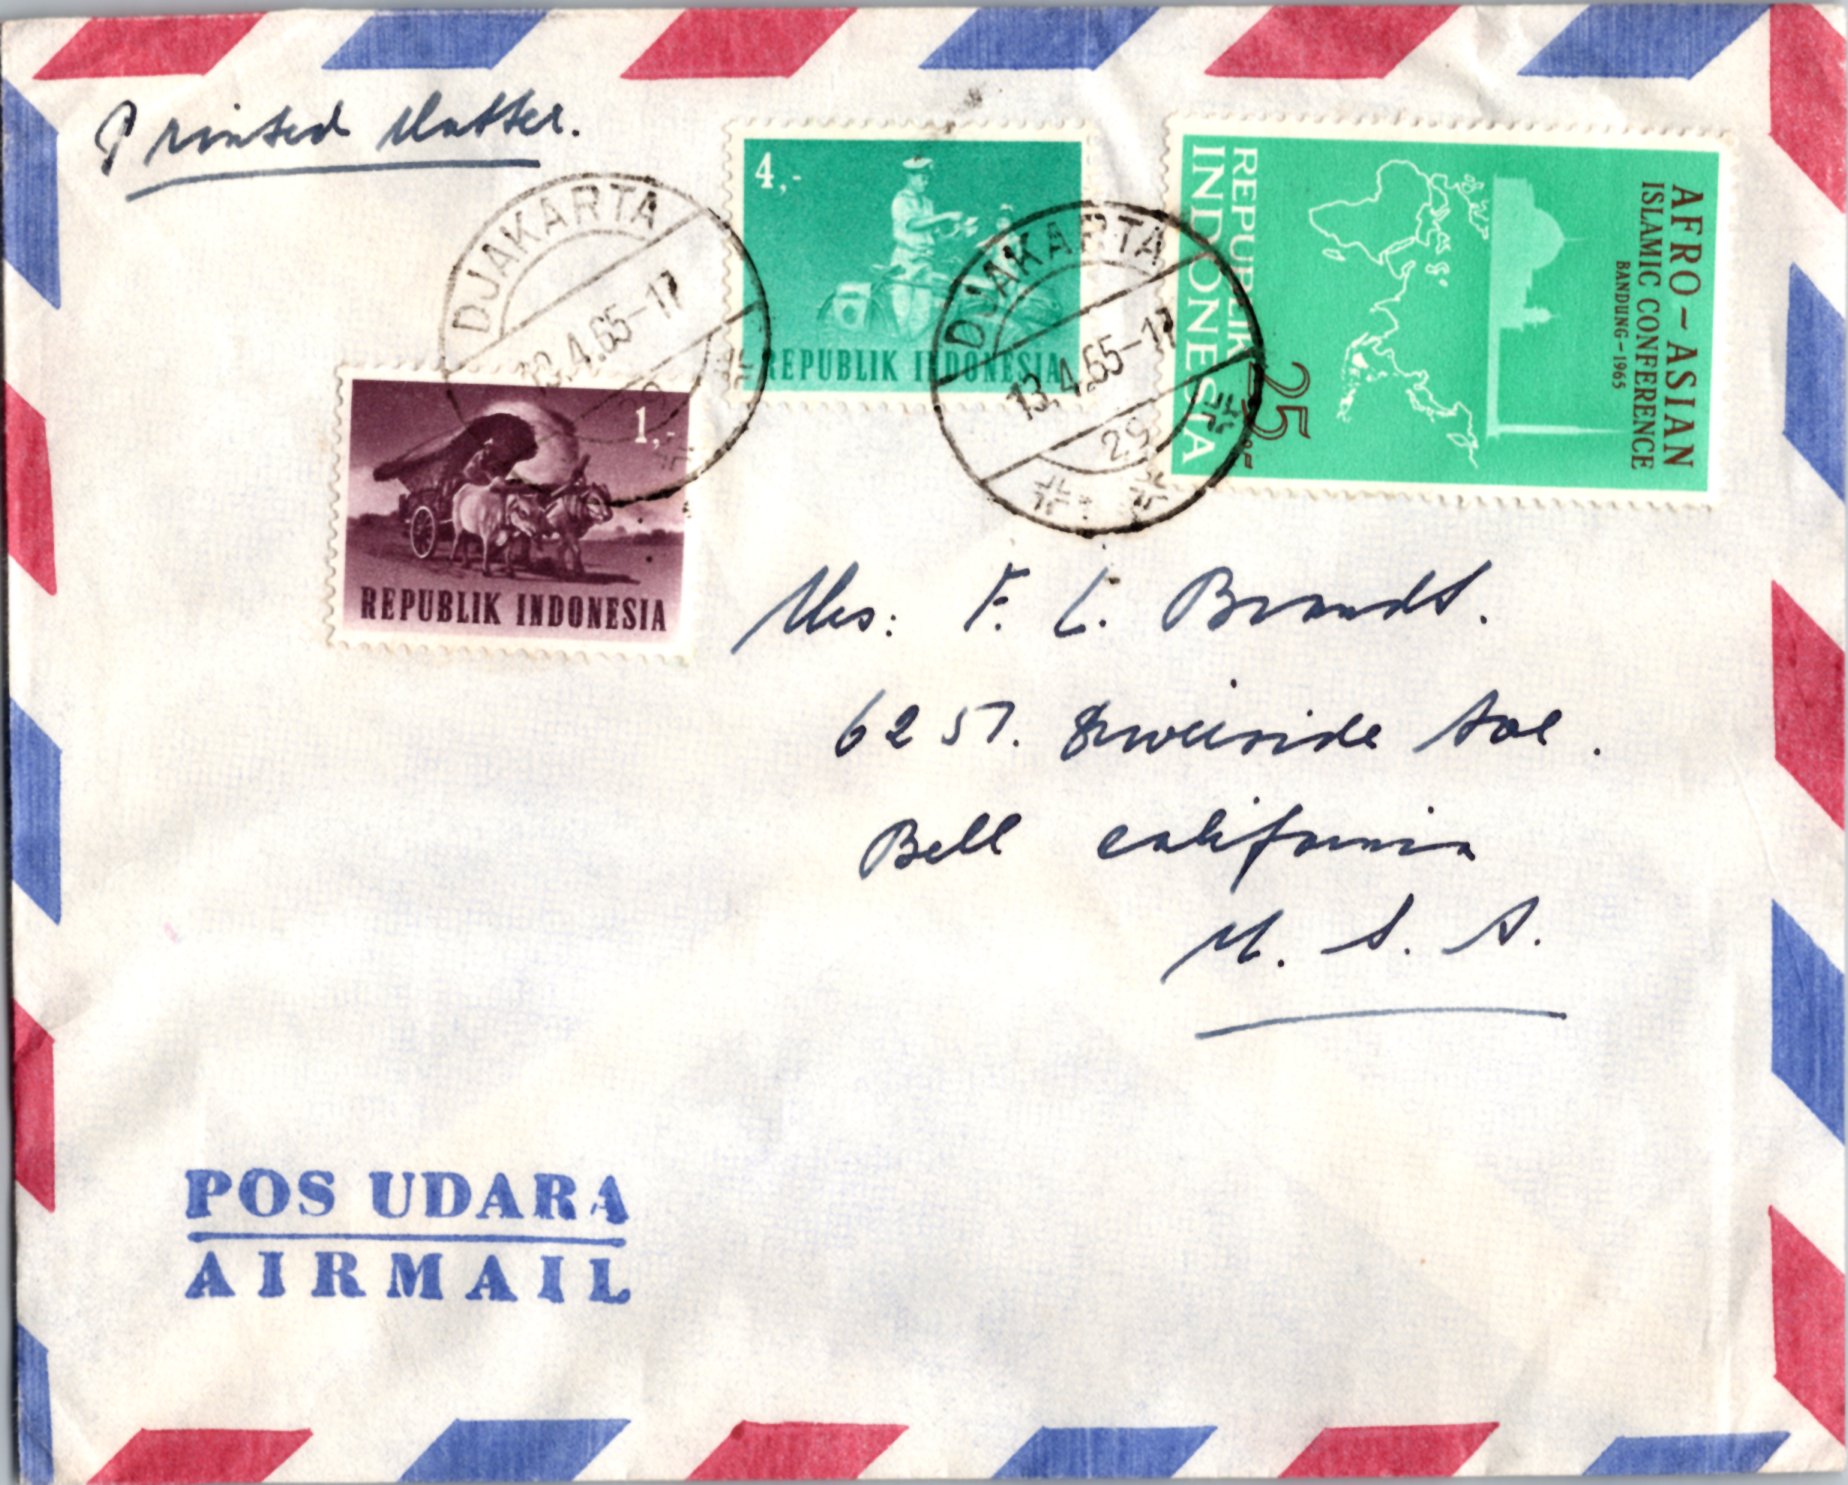 Printed Matter.
DJAKARTA
13.4.65-17
4,-
REPUBLIK INDONESIA
DJAKARTA
13.4.65-17
29
REPUBLIK
INDONESIA
25
AFRO-ASIAN
ISLAMIC CONFERENCE
BANDUNG-1965
1,-
REPUBLIK INDONESIA
Mrs: F. L. Brandt.
6257. Riverside Ave.
Bell California
U. S. A.
POS UDARA
AIRMAIL